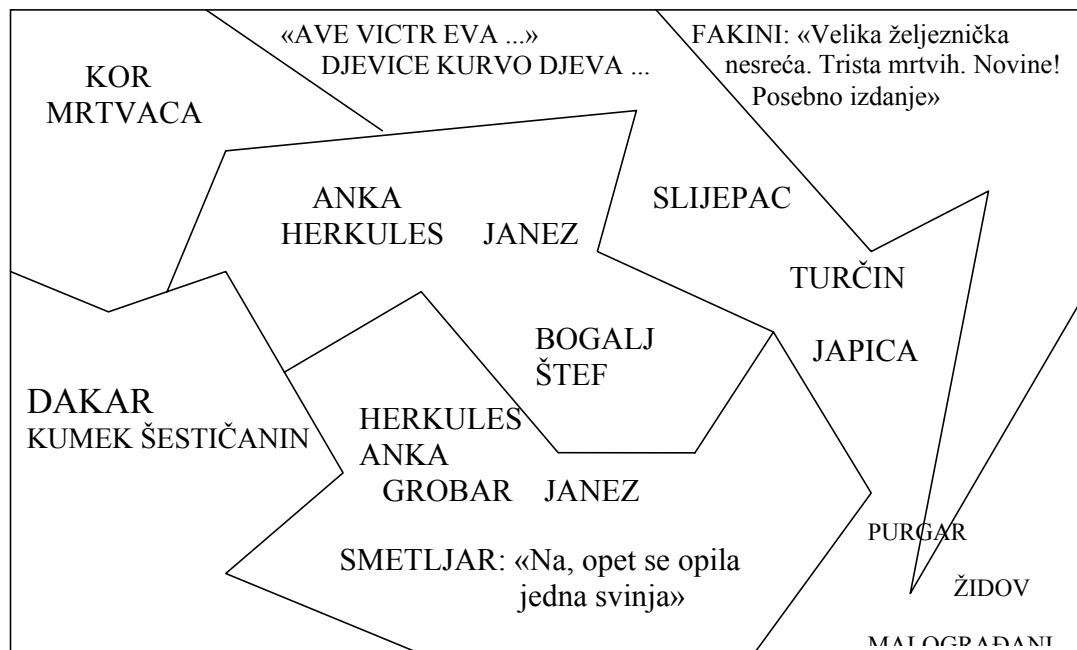 KOR
MRTVACA
«AVE VICTR EVA ...»
DJEVICE KURVO DJEVA ...
FAKINI: «Velika željeznička
nesreća. Trista mrtvih. Novine!
Posebno izdanje»
ANKA
HERKULES JANEZ
SLIJEPAC
TURČIN
JAPICA
BOGALJ
ŠTEF
DAKAR
KUMEK ŠESTIČANIN
HERKULES
ANKA
GROBAR JANEZ
SMETLJAR: «Na, opet se opila
jedna svinja»
PURGAR
ŽIDOV
MALOGRAĐANI